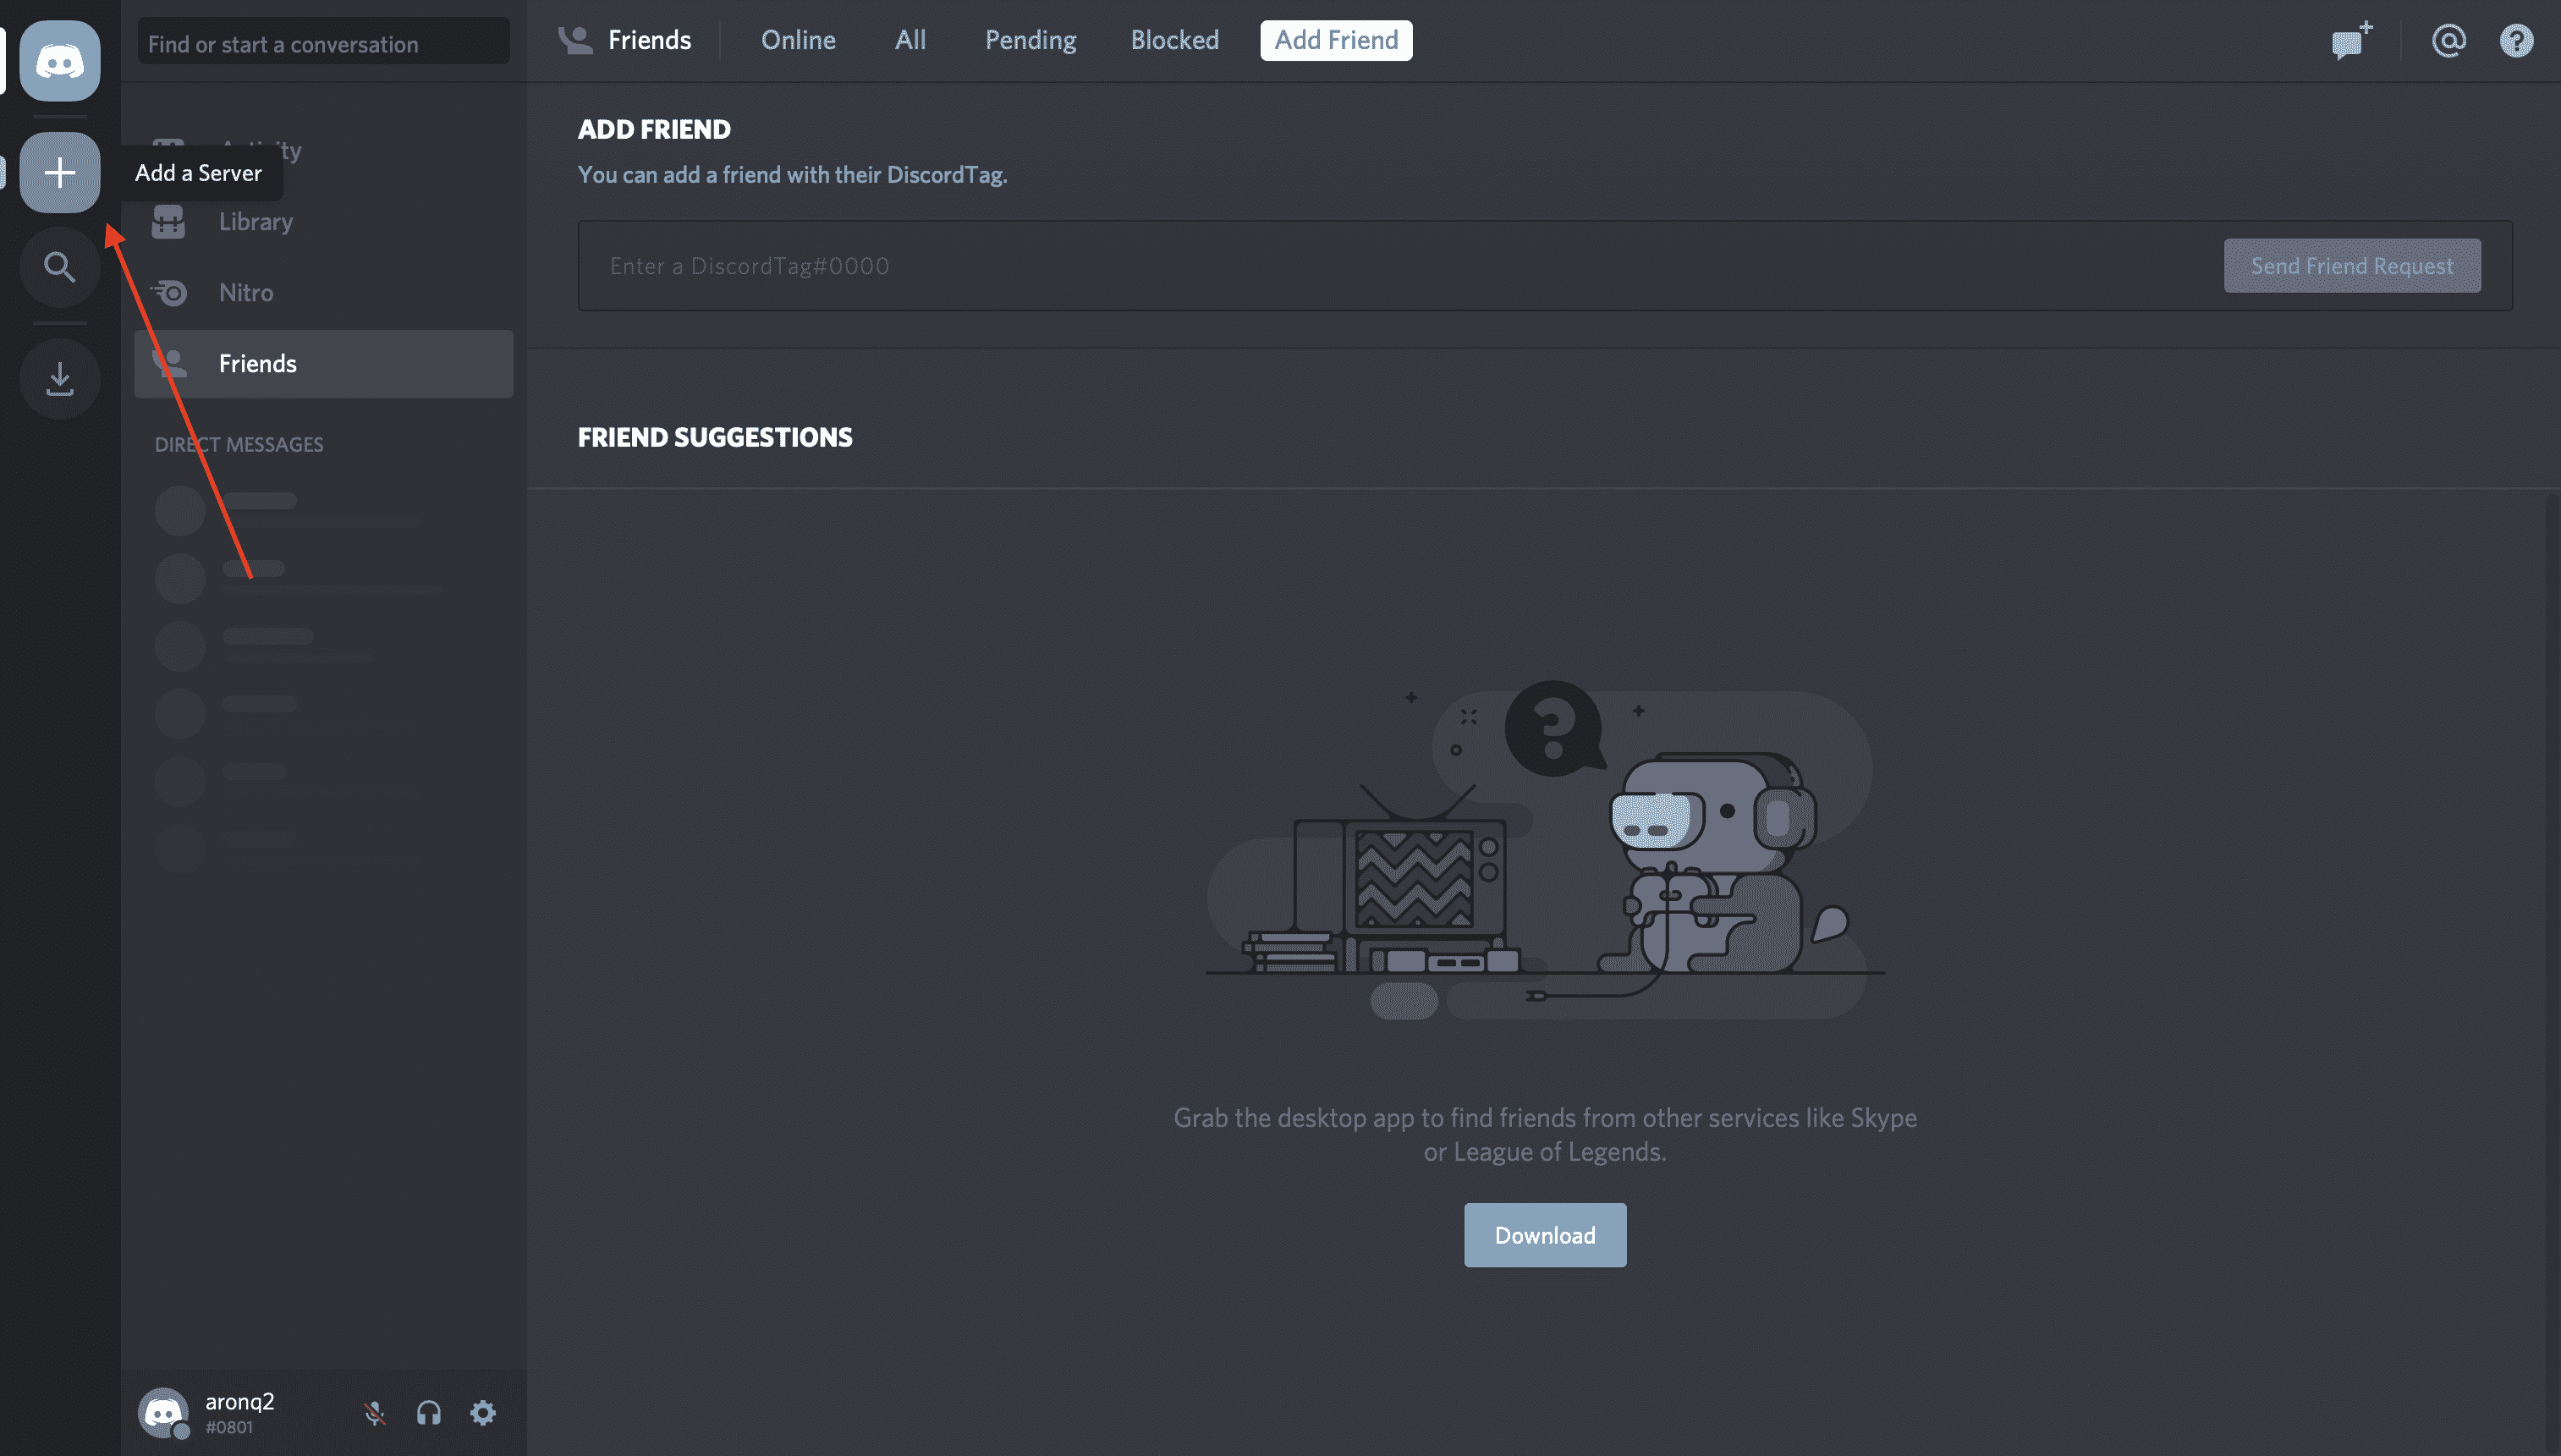 Find or start a conversation
Friends
Online
All
Pending
Blocked
Add Friend
Add a Server
Library
Nitro
Friends
DIRECT MESSAGES
ADD FRIEND
You can add a friend with their DiscordTag.
Enter a DiscordTag#0000
Send Friend Request
FRIEND SUGGESTIONS
?
Grab the desktop app to find friends from other services like Skype
or League of Legends.
Download
aronq2
#0801